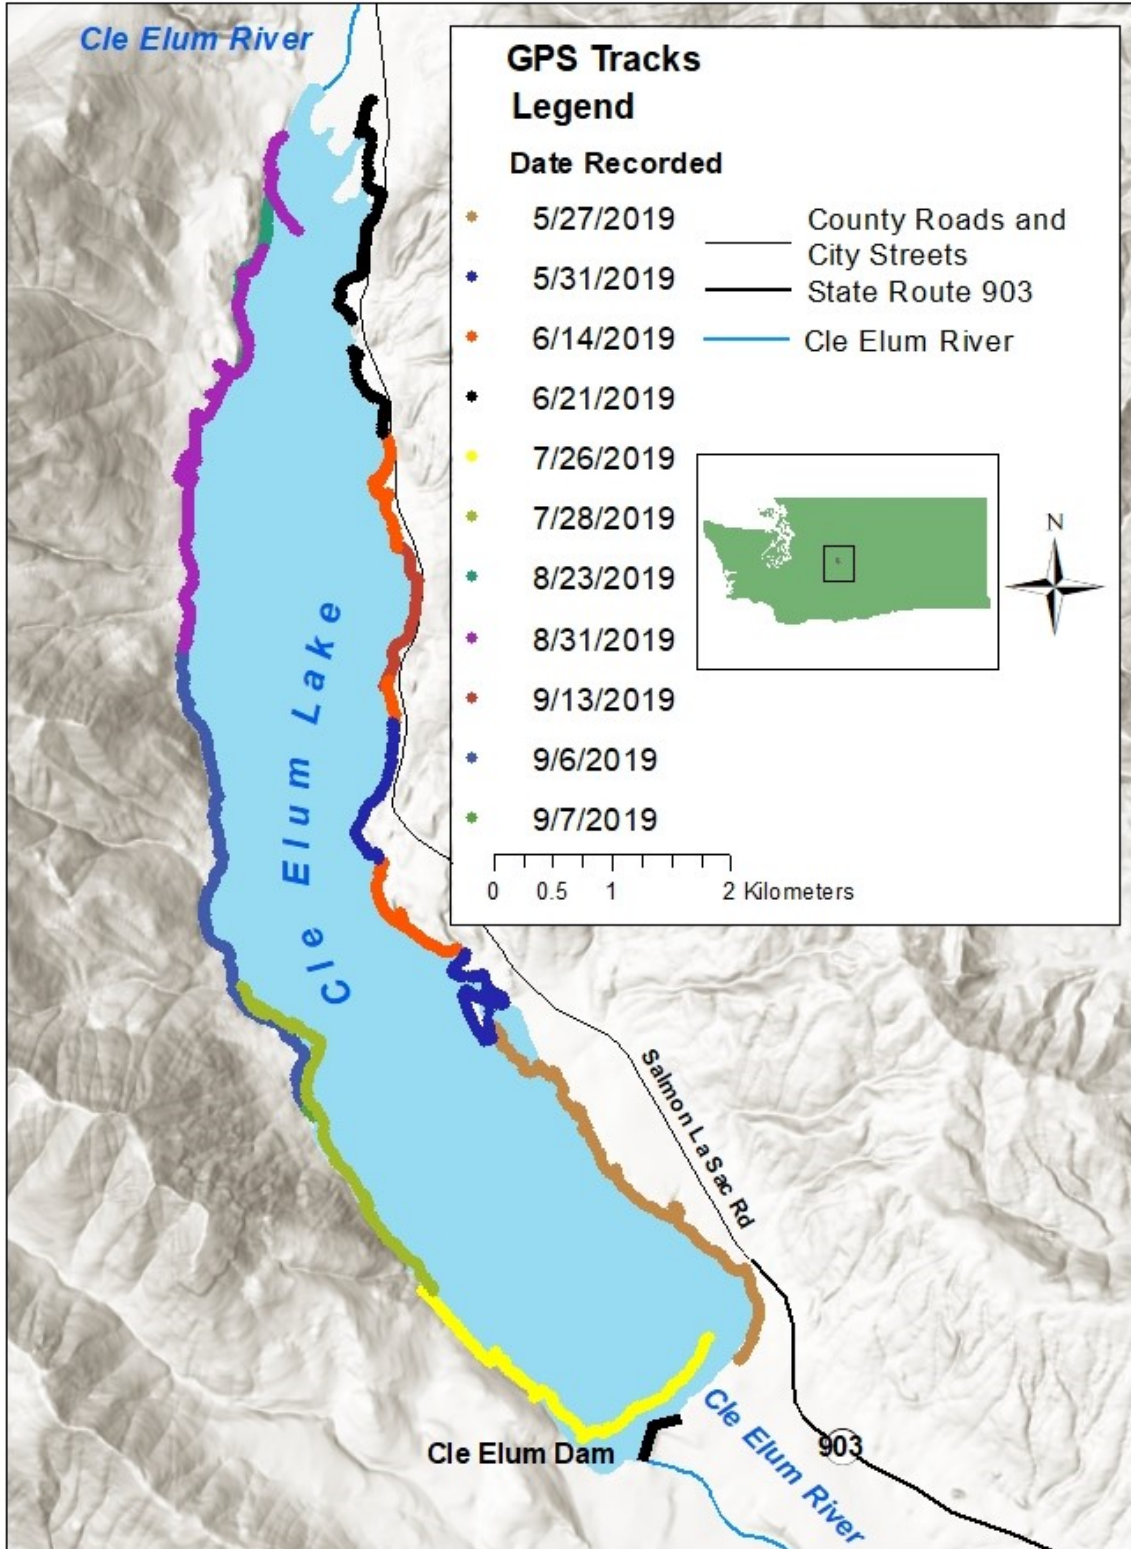 Cle Elum River
GPS Tracks
Legend
Date Recorded
5/27/2019
5/31/2019
6/14/2019
6/21/2019
7/26/2019
7/28/2019
8/23/2019
8/31/2019
9/13/2019
9/6/2019
9/7/2019
County Roads and
City Streets
State Route 903
Cle Elum River
N
0 0.5 1 2 Kilometers
Cle Elum Lake
Salmon La Sac Rd
Cle Elum Dam
Cle Elum River
903